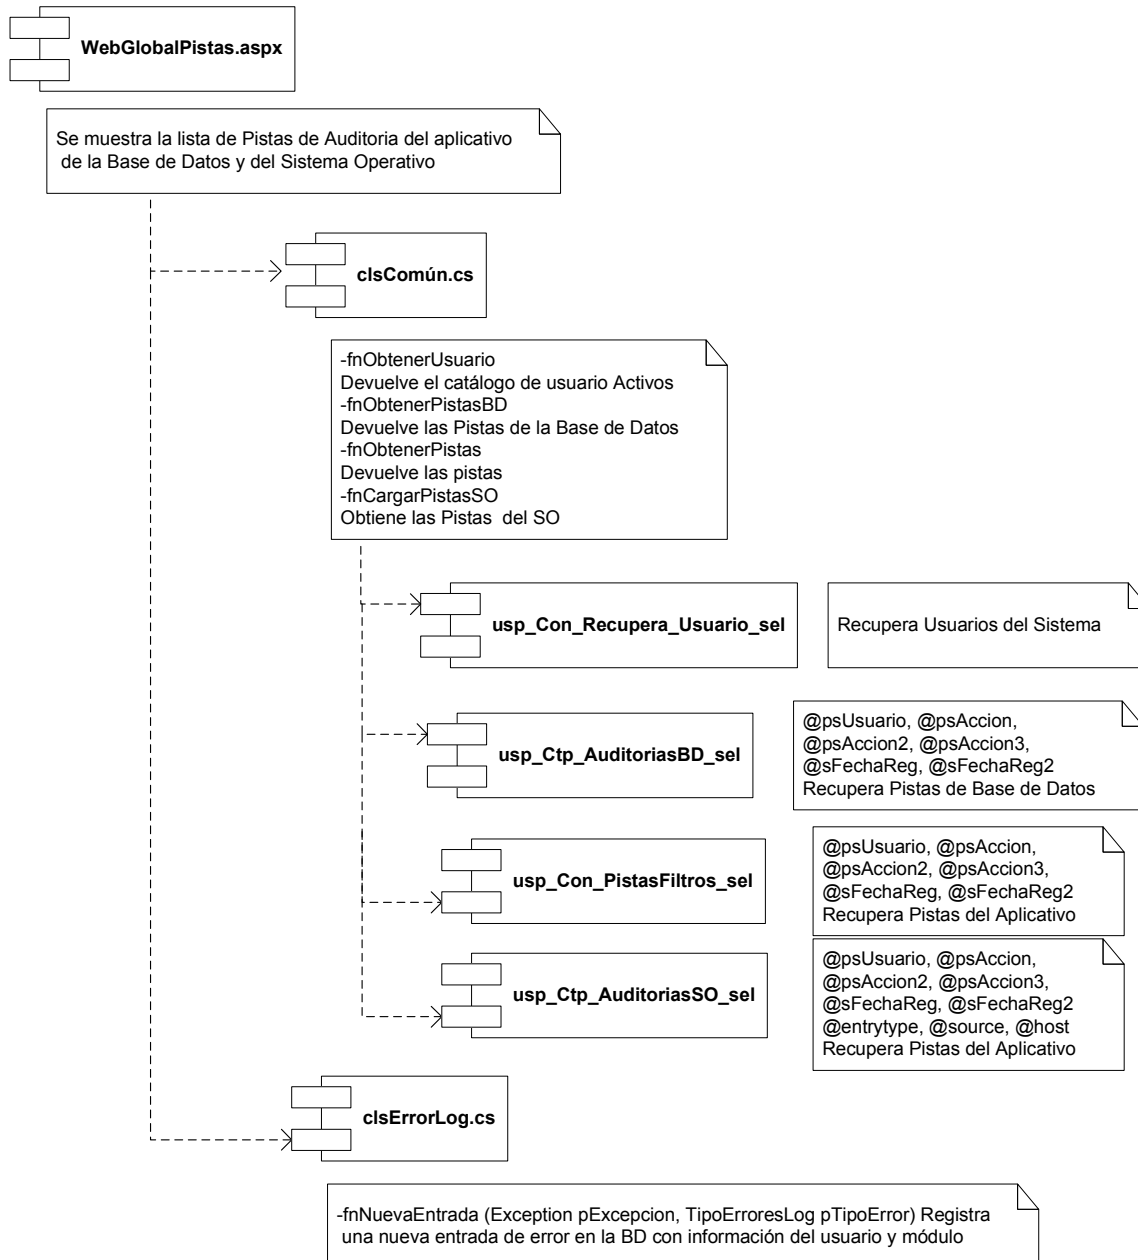 WebGlobalPistas.aspx
Se muestra la lista de Pistas de Auditoria del aplicativo
de la Base de Datos y del Sistema Operativo
clsComún.cs
-fnObtenerUsuario
Devuelve el catálogo de usuario Activos
-fnObtenerPistasBD
Devuelve las Pistas de la Base de Datos
-fnObtenerPistas
Devuelve las pistas
-fnCargarPistasSO
Obtiene las Pistas del SO
usp_Con_Recupera_Usuario_sel
Recupera Usuarios del Sistema
usp_Ctp_AuditoriasBD_sel
@psUsuario, @psAccion,
@psAccion2, @psAccion3,
@sFechaReg, @sFechaReg2
Recupera Pistas de Base de Datos
usp_Con_PistasFiltros_sel
@psUsuario, @psAccion,
@psAccion2, @psAccion3,
@sFechaReg, @sFechaReg2
Recupera Pistas del Aplicativo
usp_Ctp_AuditoriasSO_sel
@psUsuario, @psAccion,
@psAccion2, @psAccion3,
@sFechaReg, @sFechaReg2
@entrytype, @source, @host
Recupera Pistas del Aplicativo
clsErrorLog.cs
-fnNuevaEntrada (Exception pExcepcion, TipoErroresLog pTipoError) Registra
una nueva entrada de error en la BD con información del usuario y módulo